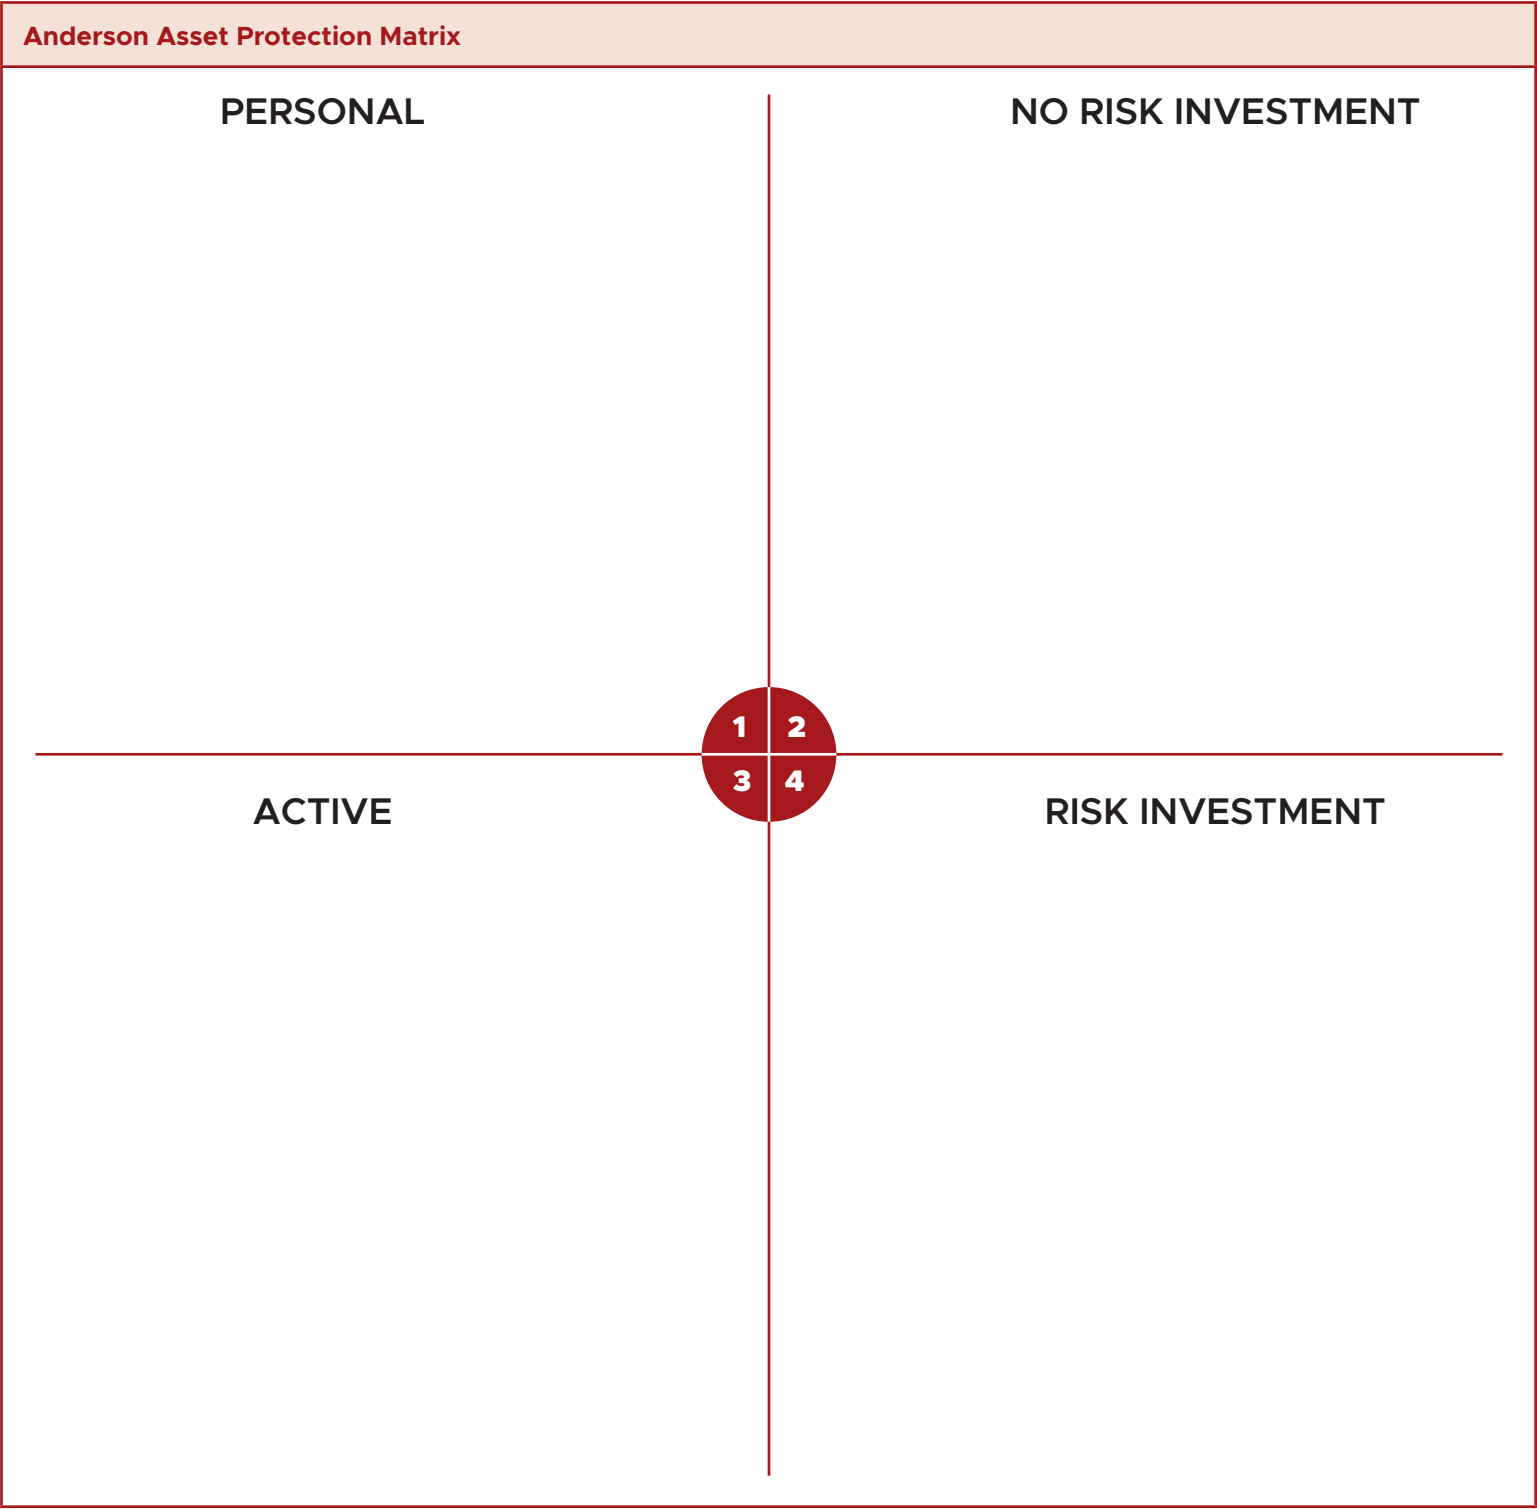 Anderson Asset Protection Matrix
PERSONAL
NO RISK INVESTMENT
1 2
3 4
ACTIVE
RISK INVESTMENT